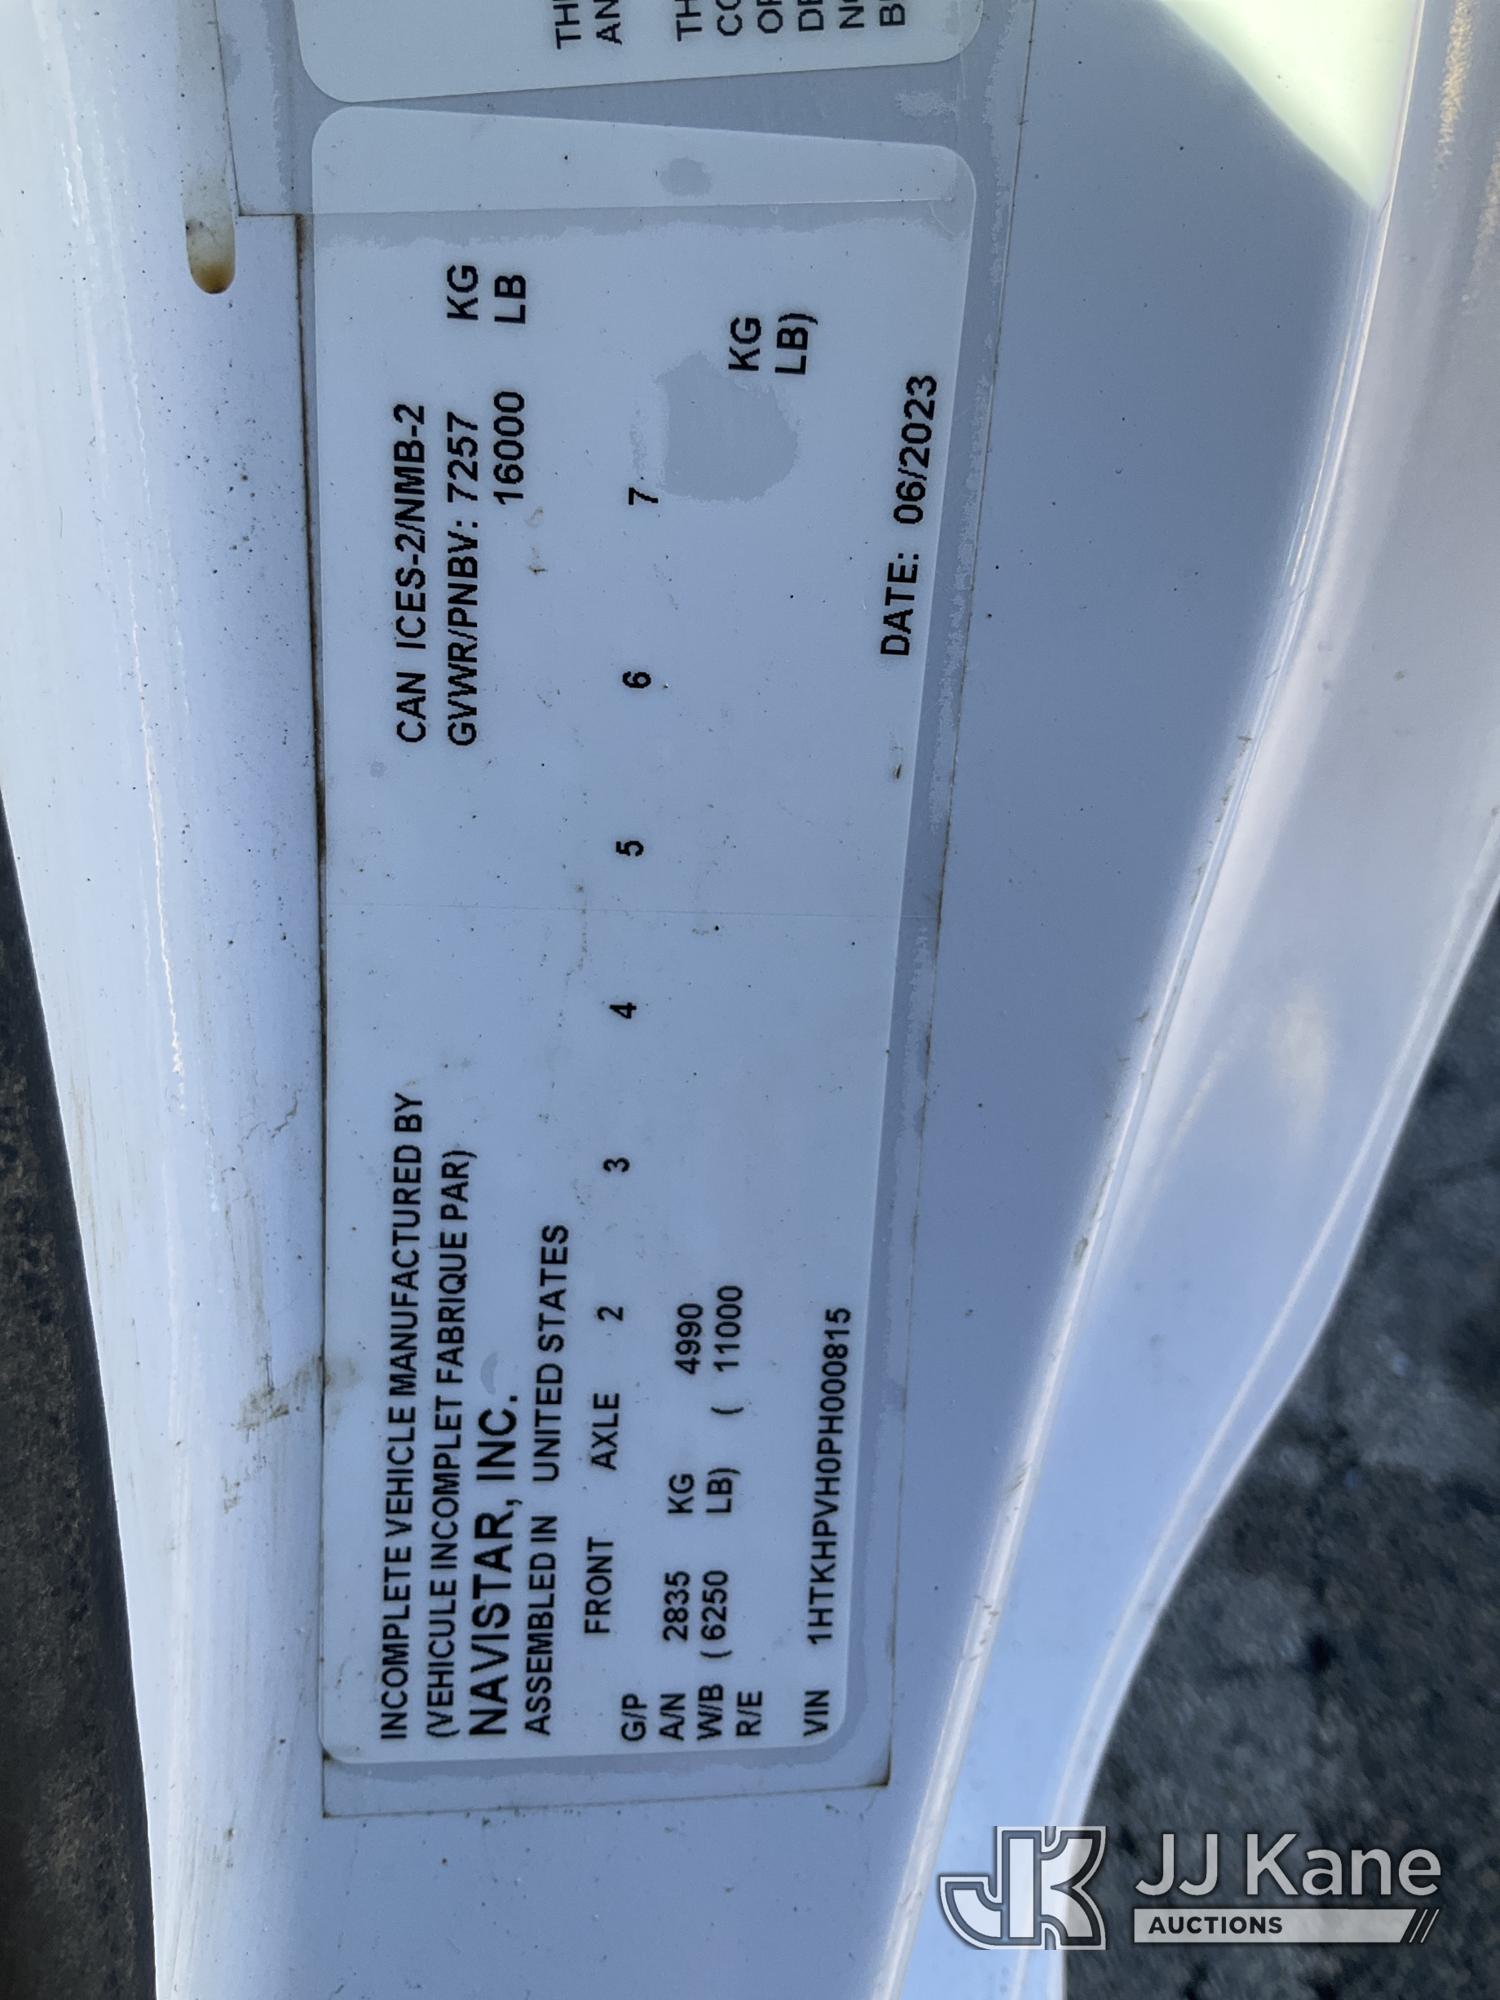 INCOMPLETE VEHICLE MANUFACTURED BY
(VEHICULE INCOMPLET FABRIQUE PAR)
NAVISTAR, INC.
ASSEMBLED IN UNITED STATES
CAN ICES-2/NMB-2
GVWR/PNBV: 7257 KG
16000 LB
FRONT AXLE 2 3 4 5 6 7
G/P
A/N 2835 KG 4990 KG
W/B (6250 LB) ( 11000 LB)
R/E
VIN 1HTKHPVH0PH000815
DATE: 06/2023
JJ Kane
AUCTIONS